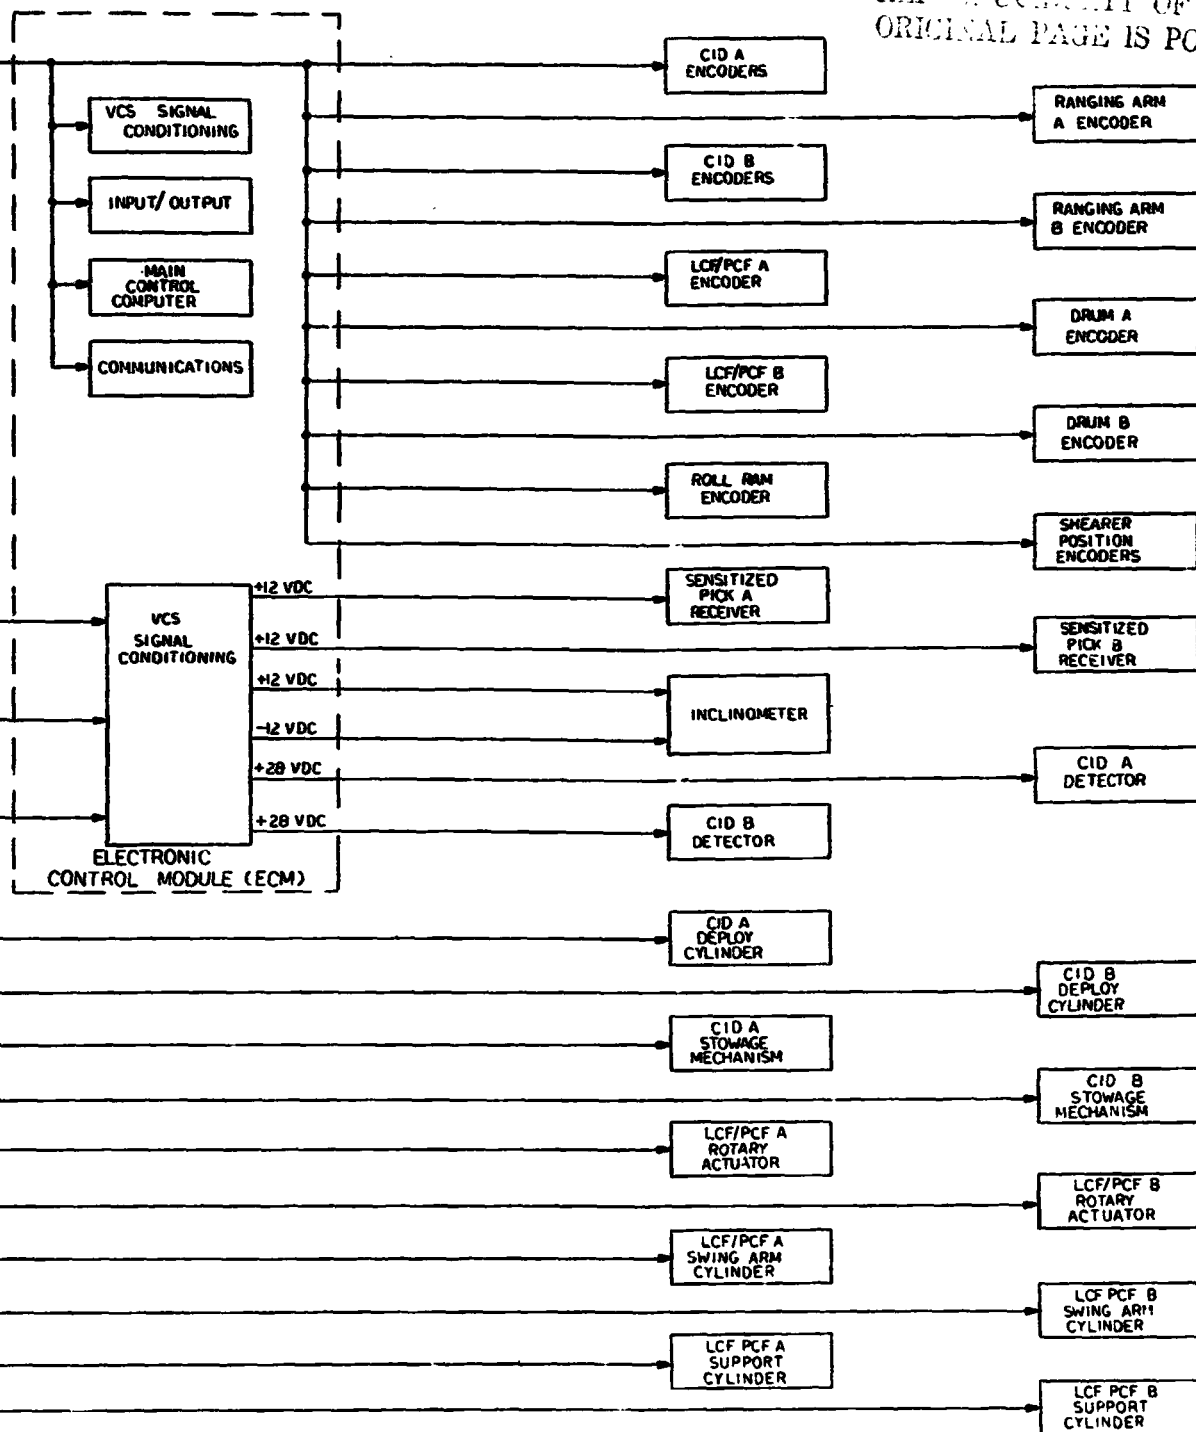 OF
ORIGINAL PAGE IS PO
CID A
ENCODERS
RANGING ARM
A ENCODER
VCS SIGNAL
CONDITIONING
CID B
ENCODERS
INPUT/OUTPUT
RANGING ARM
B ENCODER
MAIN
CONTROL
COMPUTER
LCF/PCF A
ENCODER
DRUM A
ENCODER
COMMUNICATIONS
LCF/PCF B
ENCODER
DRUM B
ENCODER
ROLL RAM
ENCODER
SHEARER
POSITION
ENCODERS
VCS
SIGNAL
CONDITIONING
+12 VDC
SENSITIZED
PICK A
RECEIVER
+12 VDC
SENSITIZED
PICK B
RECEIVER
+12 VDC
-12 VDC
INCLINOMETER
+28 VDC
CID A
DETECTOR
+28 VDC
CID B
DETECTOR
ELECTRONIC
CONTROL MODULE (ECM)
CID A
DEPLOY
CYLINDER
CID B
DEPLOY
CYLINDER
CID A
STOWAGE
MECHANISM
CID B
STOWAGE
MECHANISM
LCF/PCF A
ROTARY
ACTUATOR
LCF/PCF B
ROTARY
ACTUATOR
LCF/PCF A
SWING ARM
CYLINDER
LCF PCF B
SWING ARM
CYLINDER
LCF PCF A
SUPPORT
CYLINDER
LCF PCF B
SUPPORT
CYLINDER